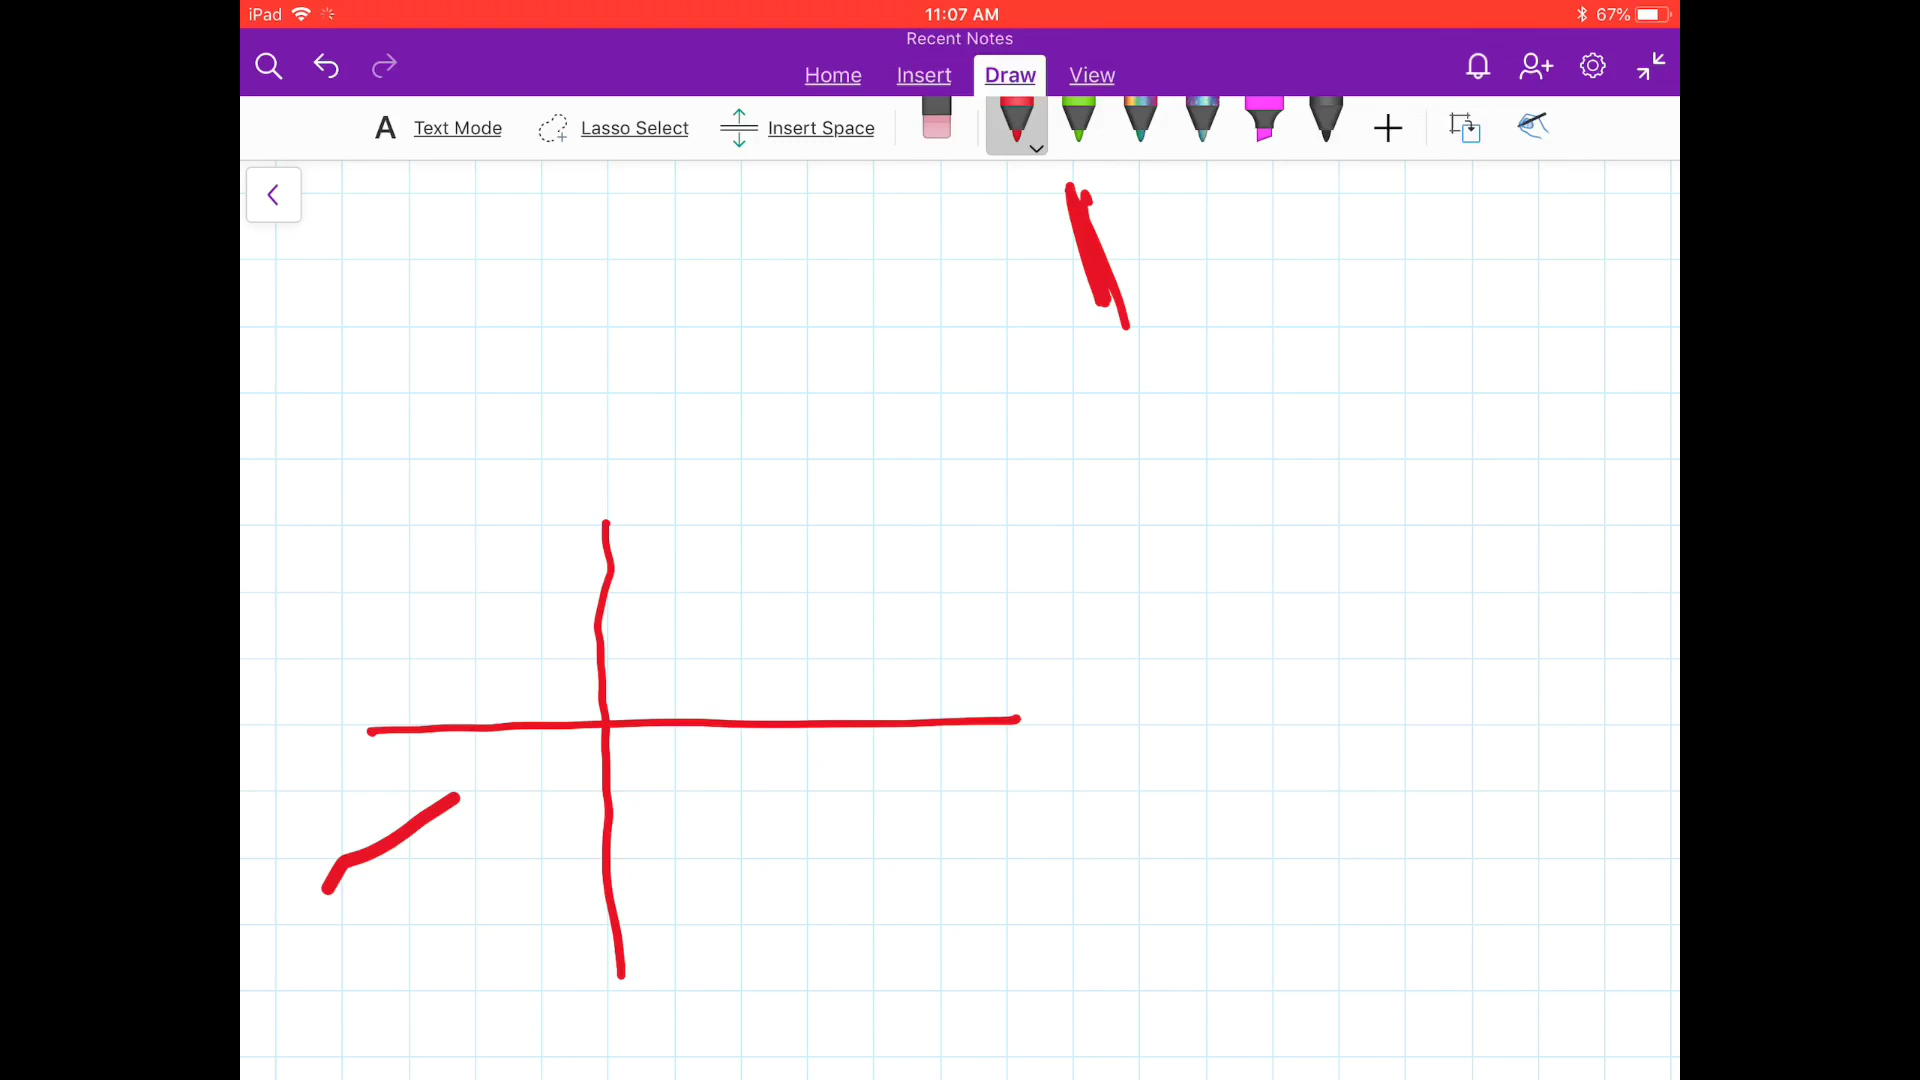 iPad 11:07 AM 67%
Recent Notes
Home Insert Draw View
A Text Mode Lasso Select Insert Space